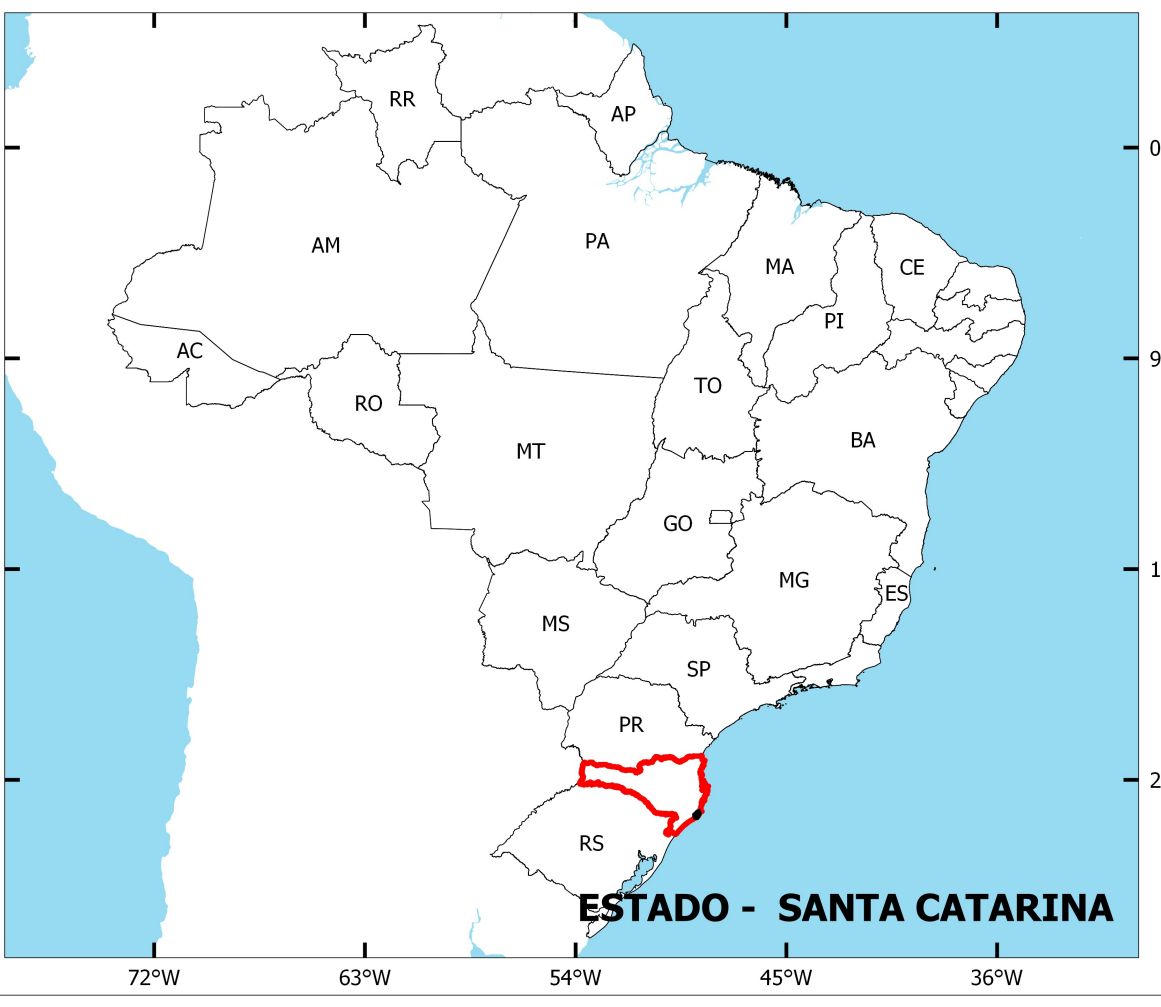 RR
AP
0
AM
PA
MA
CE
PI
AC
9
TO
RO
BA
MT
GO
1
MG
ES
MS
SP
PR
2
RS
ESTADO -  SANTA CATARINA
72°W 63°W 54°W 45°W 36°W